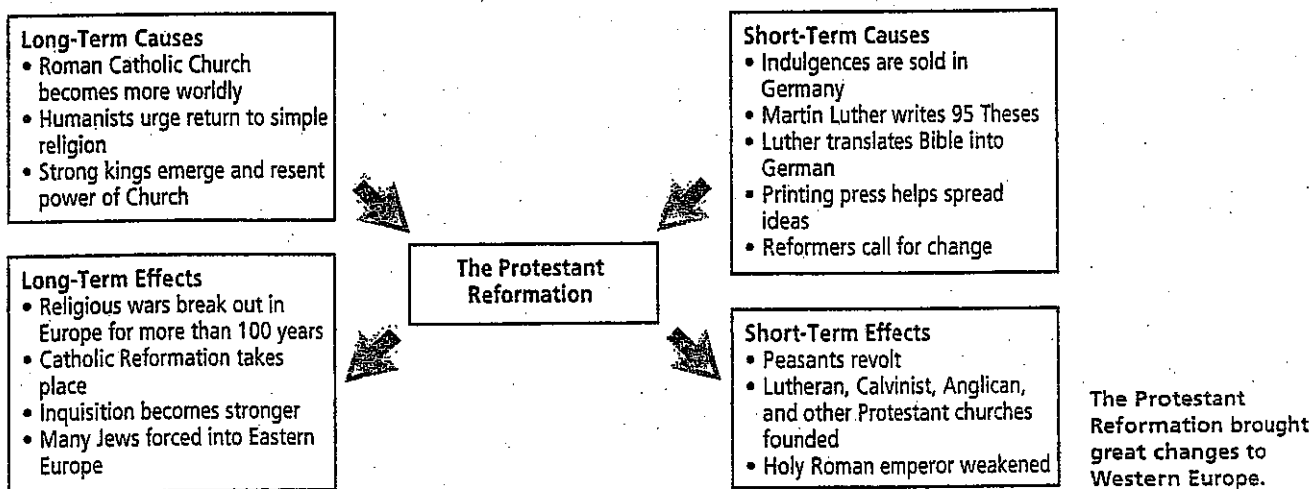 Long-Term Causes
• Roman Catholic Church
becomes more worldly
• Humanists urge return to simple
religion
• Strong kings emerge and resent
power of Church
Short-Term Causes
• Indulgences are sold in
Germany
• Martin Luther writes 95 Theses
• Luther translates Bible into
German
• Printing press helps spread
ideas
• Reformers call for change
The Protestant
Reformation
Long-Term Effects
• Religious wars break out in
Europe for more than 100 years
• Catholic Reformation takes
place
• Inquisition becomes stronger
• Many Jews forced into Eastern
Europe
Short-Term Effects
• Peasants revolt
• Lutheran, Calvinist, Anglican,
and other Protestant churches
founded
• Holy Roman emperor weakened
The Protestant
Reformation brought
great changes to
Western Europe.